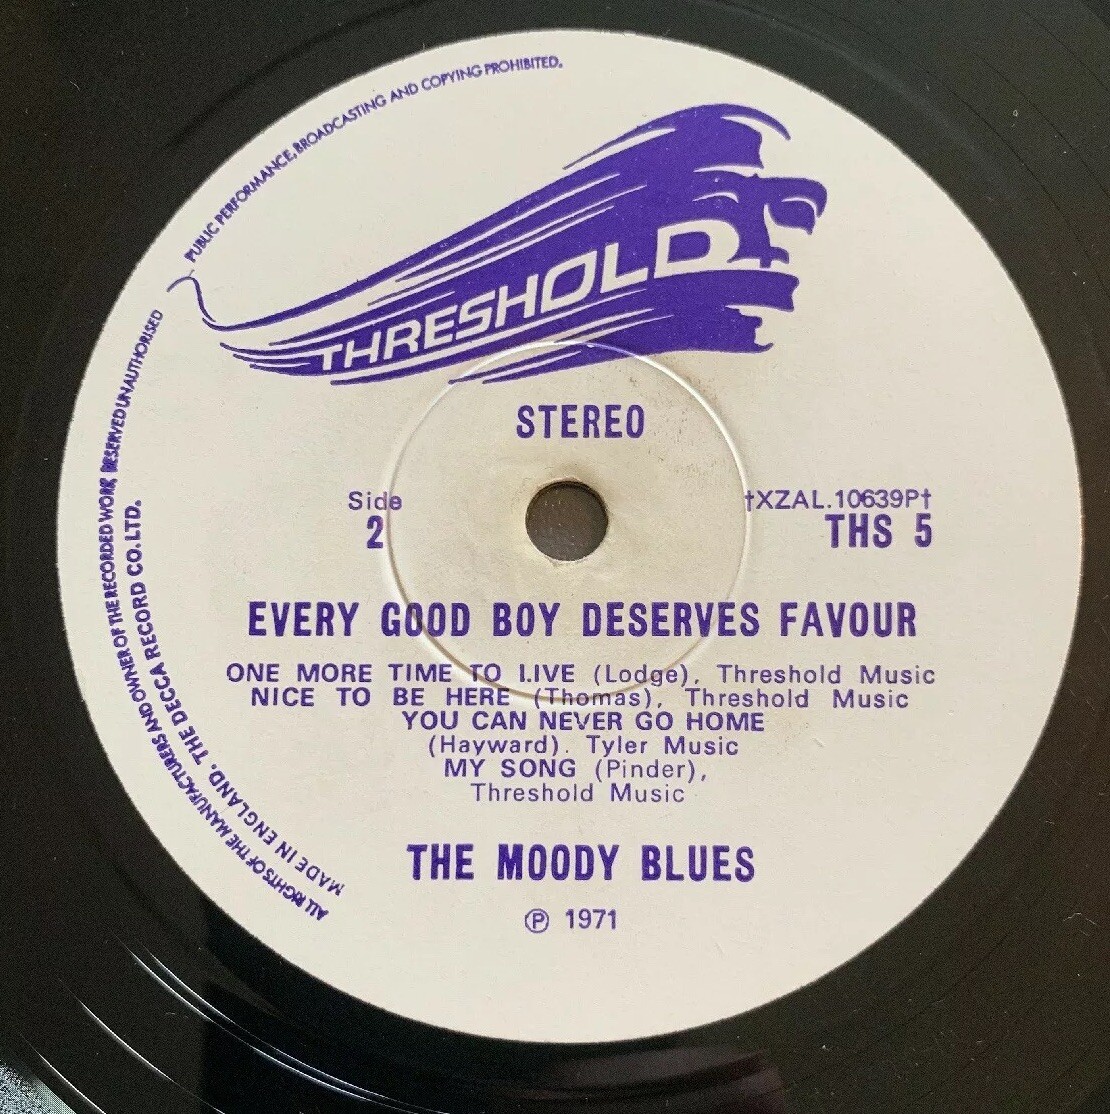 PUBLIC PERFORMANCE, BROADCASTING AND COPYING PROHIBITED.
THRESHOLD
STEREO
Side
2
†XZAL.10639P†
THS 5
EVERY GOOD BOY DESERVES FAVOUR
ONE MORE TIME TO LIVE (Lodge), Threshold Music
NICE TO BE HERE (Thomas), Threshold Music
YOU CAN NEVER GO HOME
(Hayward). Tyler Music
MY SONG (Pinder),
Threshold Music
THE MOODY BLUES
Ⓟ 1971
ALL RIGHTS OF THE MANUFACTURERS AND OWNER OF THE RECORDED WORK RESERVED UNAUTHORISED
MADE IN ENGLAND. THE DECCA RECORD CO. LTD.